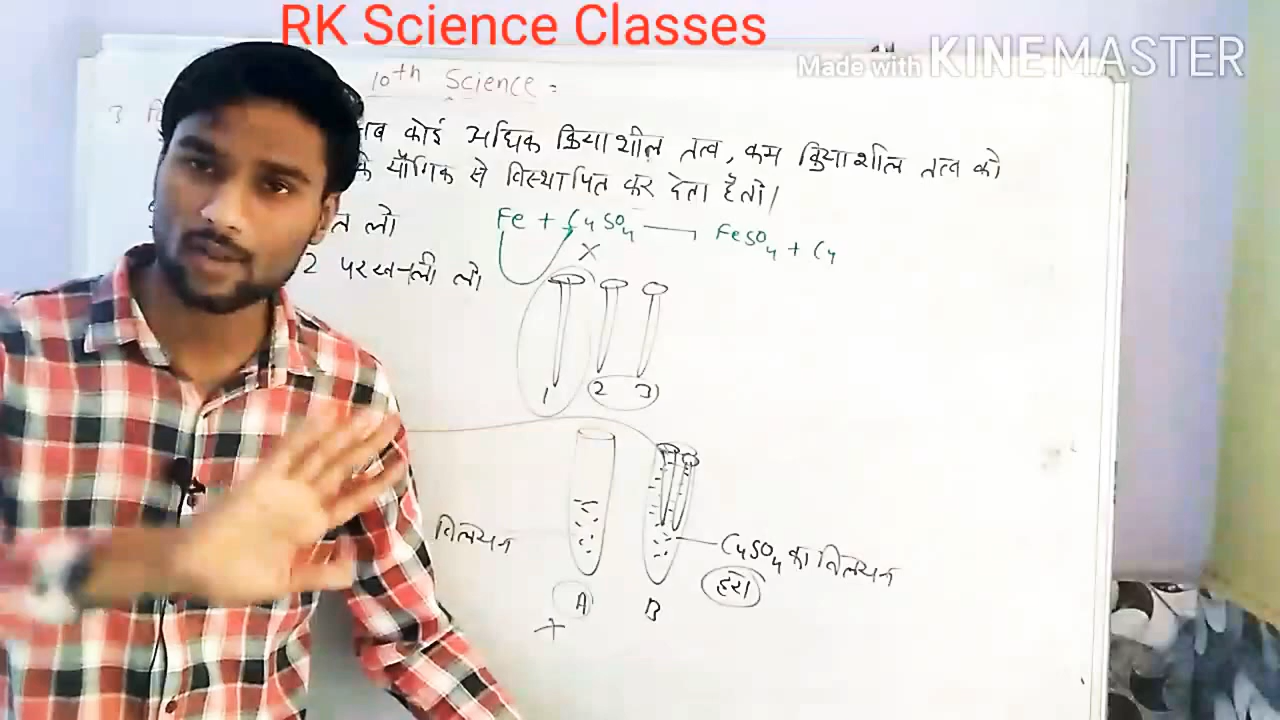 RK Science Classes
Made with KINEMASTER
10th Science :
3
कोई अधिक क्रियाशील तत्व, कम क्रियाशील तत्व को
के यौगिक से विस्थापित कर देता है तो।
लो
Fe + CuSO4 → FeSO4 + Cu
2 परखनली लो
×
1 2 3
विलयन
CuSO4 का विलयन
हरा
A B
+